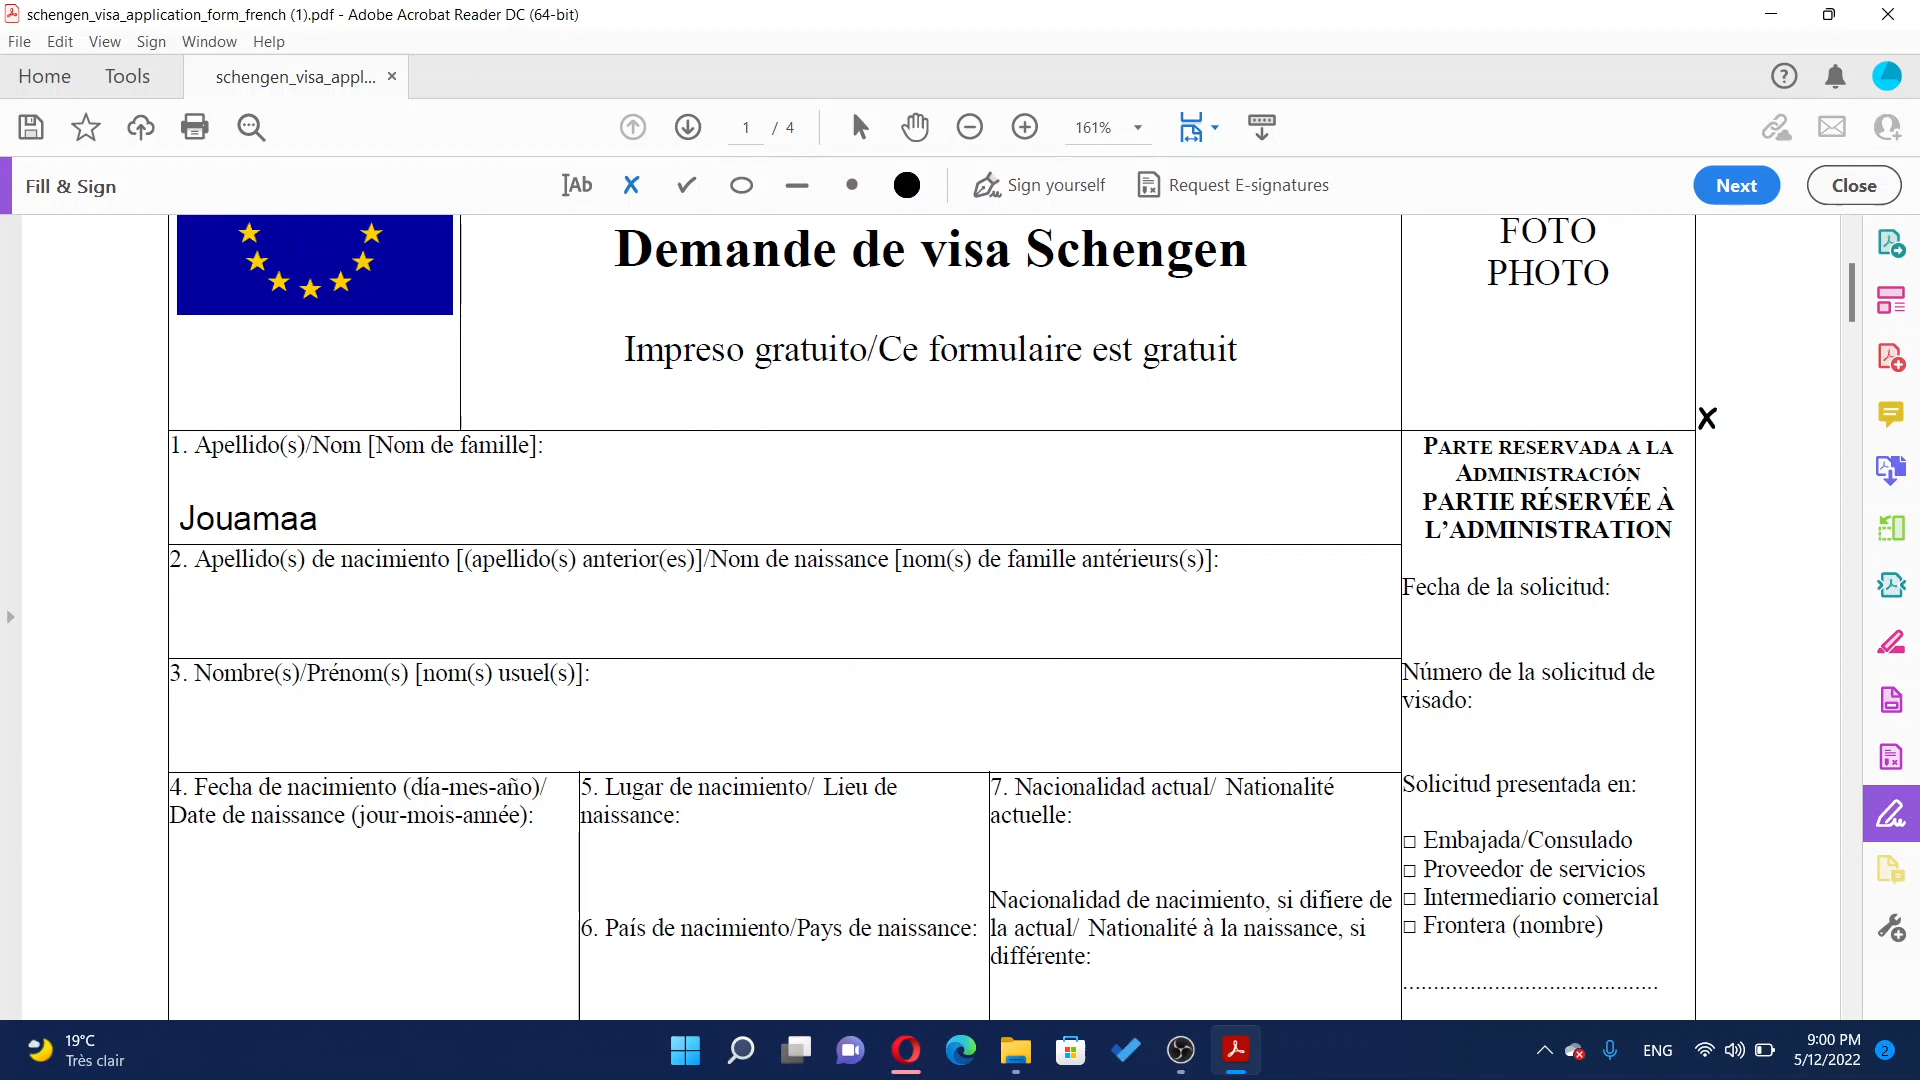 schengen_visa_application_form_french (1).pdf - Adobe Acrobat Reader DC (64-bit)
File Edit View Sign Window Help
Home Tools schengen_visa_appl... ×
1 / 4 161%
Fill & Sign
Ab
Sign yourself
Request E-signatures
Next
Close
Demande de visa Schengen
Impreso gratuito/Ce formulaire est gratuit
FOTO
PHOTO
x
1. Apellido(s)/Nom [Nom de famille]:
Jouamaa
2. Apellido(s) de nacimiento [(apellido(s) anterior(es)]/Nom de naissance [nom(s) de famille antérieurs(s)]:
3. Nombre(s)/Prénom(s) [nom(s) usuel(s)]:
4. Fecha de nacimiento (día-mes-año)/
Date de naissance (jour-mois-année):
5. Lugar de nacimiento/ Lieu de
naissance:
6. País de nacimiento/Pays de naissance:
7. Nacionalidad actual/ Nationalité
actuelle:
Nacionalidad de nacimiento, si difiere de
la actual/ Nationalité à la naissance, si
différente:
PARTE RESERVADA A LA
ADMINISTRACIÓN
PARTIE RÉSERVÉE À
L’ADMINISTRATION
Fecha de la solicitud:
Número de la solicitud de
visado:
Solicitud presentada en:
□ Embajada/Consulado
□ Proveedor de servicios
□ Intermediario comercial
□ Frontera (nombre)
..........................................
19°C
Très clair
ENG
9:00 PM
5/12/2022
2